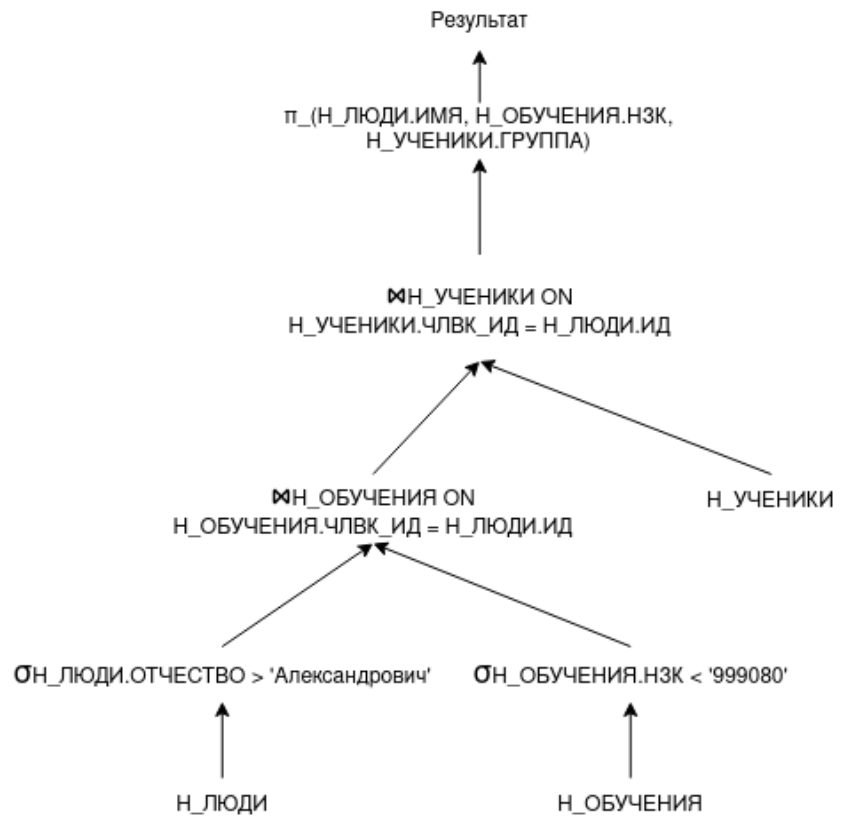 Результат
π_(Н_ЛЮДИ.ИМЯ, Н_ОБУЧЕНИЯ.НЗК,
Н_УЧЕНИКИ.ГРУППА)
⋈Н_УЧЕНИКИ ON
Н_УЧЕНИКИ.ЧЛВК_ИД = Н_ЛЮДИ.ИД
⋈Н_ОБУЧЕНИЯ ON
Н_ОБУЧЕНИЯ.ЧЛВК_ИД = Н_ЛЮДИ.ИД
Н_УЧЕНИКИ
σН_ЛЮДИ.ОТЧЕСТВО > 'Александрович'
σН_ОБУЧЕНИЯ.НЗК < '999080'
Н_ЛЮДИ
Н_ОБУЧЕНИЯ